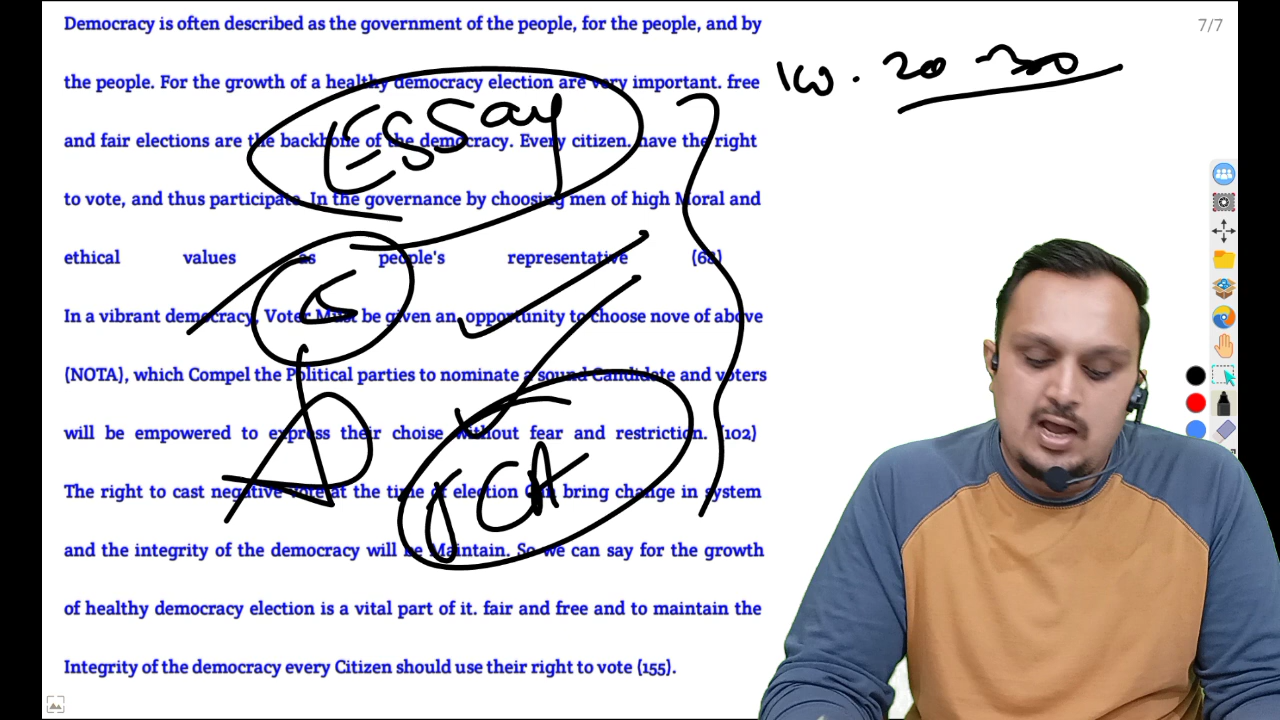 7/7
Democracy is often described as the government of the people, for the people, and by
the people. For the growth of a healthy democracy election are very important. free
and fair elections are the backbone of the democracy. Every citizen. have the right
to vote, and thus participate. In the governance by choosing men of high Moral and
ethical values as people's representative (68)
In a vibrant democracy, Voter Must be given an opportunity to choose nove of above
(NOTA), which Compel the Political parties to nominate a sound Candidate and voters
will be empowered to express their choise without fear and restriction. (102)
The right to cast negative vote at the time of election Can bring change in system
and the integrity of the democracy will be Maintain. So we can say for the growth
of healthy democracy election is a vital part of it. fair and free and to maintain the
Integrity of the democracy every Citizen should use their right to vote (155).
ESSay